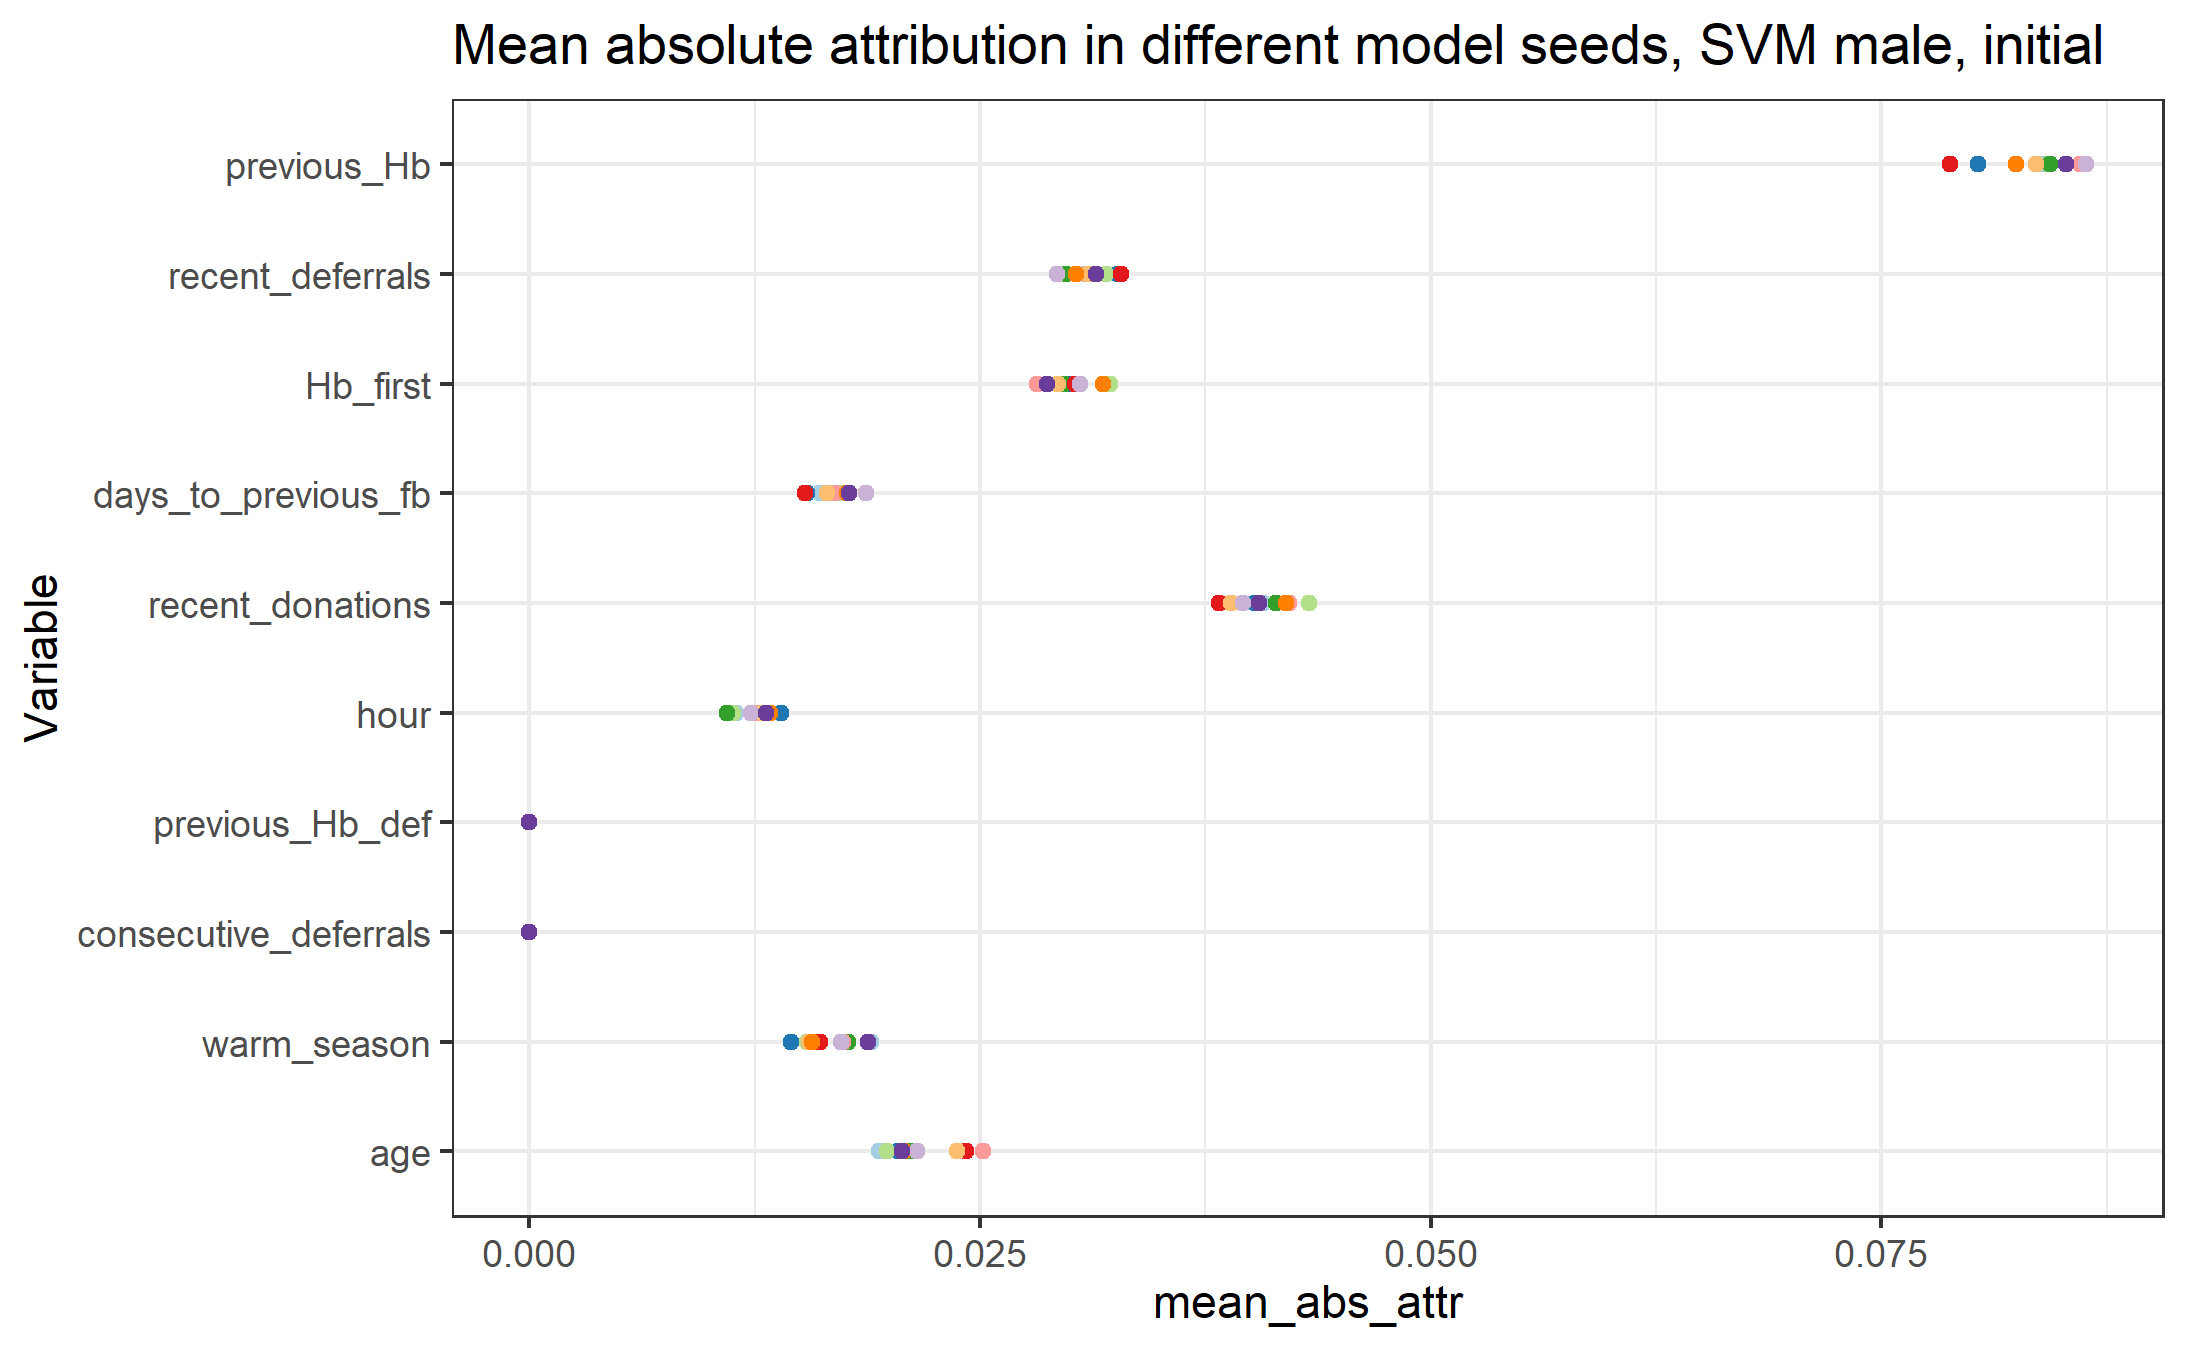 Mean absolute attribution in different model seeds, SVM male, initial
previous_Hb
recent_deferrals
Hb_first
days_to_previous_fb
recent_donations
hour
previous_Hb_def
consecutive_deferrals
warm_season
age
Variable
0.000
0.025
0.050
0.075
mean_abs_attr